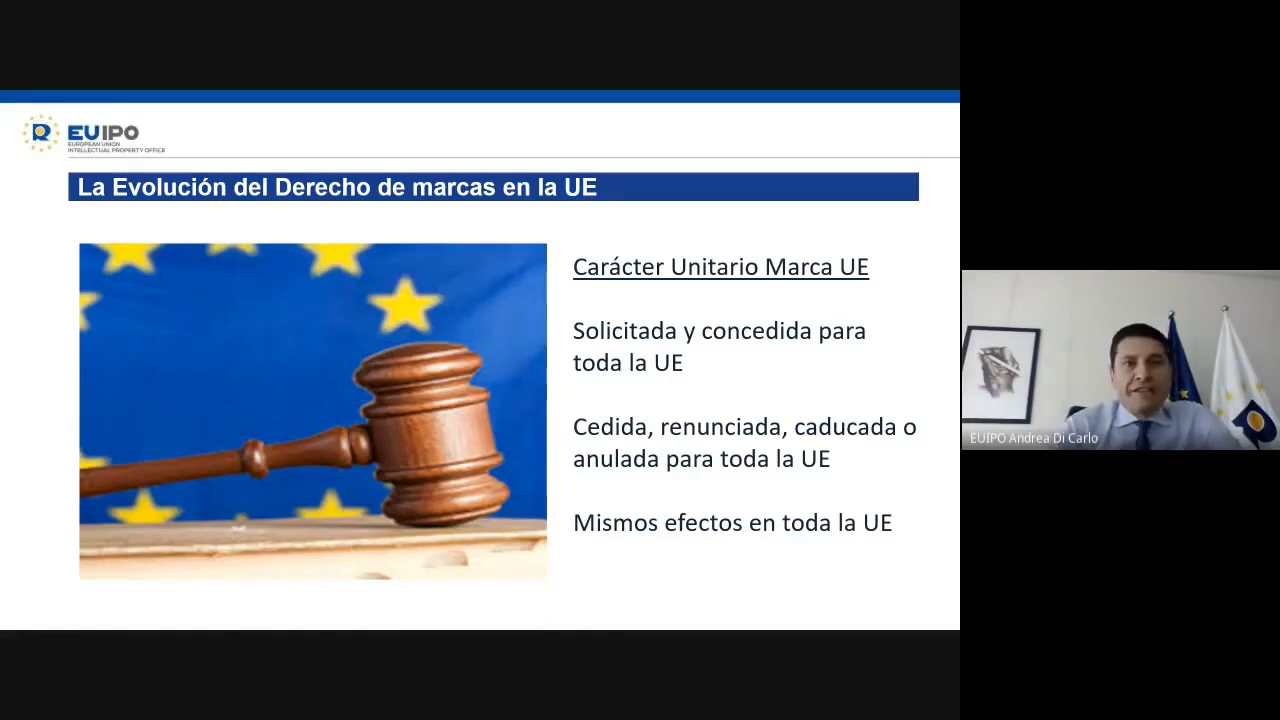 EUIPO
EUROPEAN UNION
INTELLECTUAL PROPERTY OFFICE
La Evolución del Derecho de marcas en la UE
Carácter Unitario Marca UE
Solicitada y concedida para
toda la UE
Cedida, renunciada, caducada o
anulada para toda la UE
Mismos efectos en toda la UE
EUIPO Andrea Di Carlo